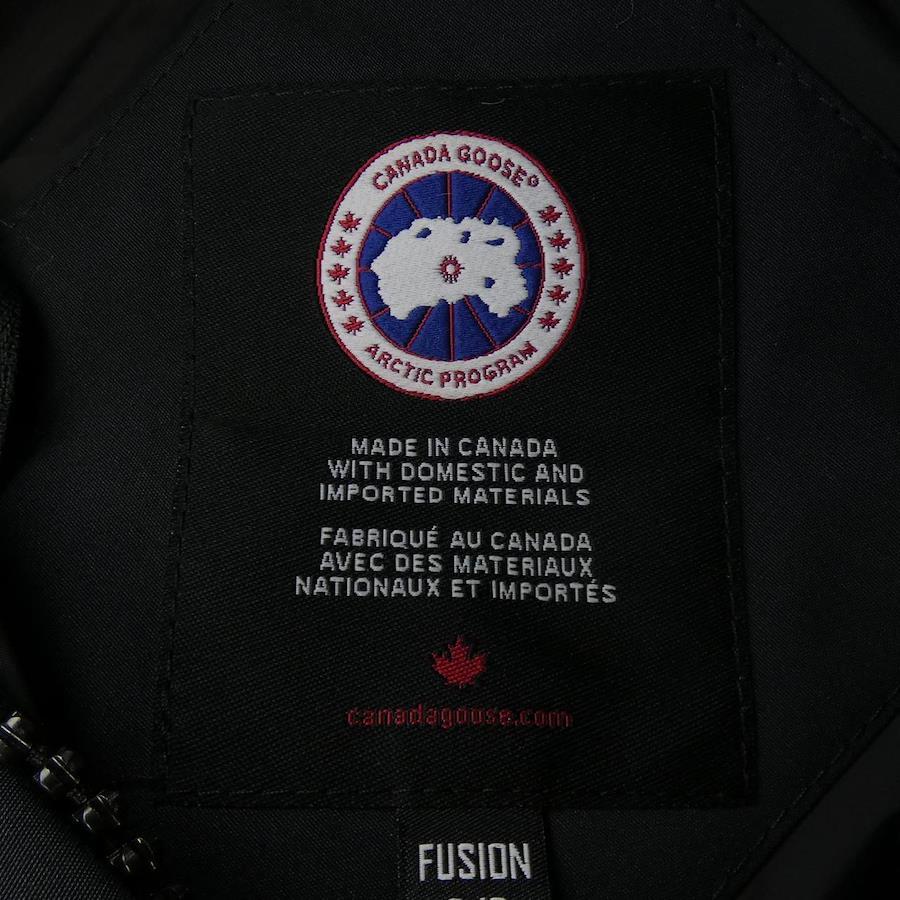 CANADA GOOSE®
ARCTIC PROGRAM
MADE IN CANADA
WITH DOMESTIC AND
IMPORTED MATERIALS
FABRIQUÉ AU CANADA
AVEC DES MATERIAUX
NATIONAUX ET IMPORTÉS
canadagoose.com
FUSION